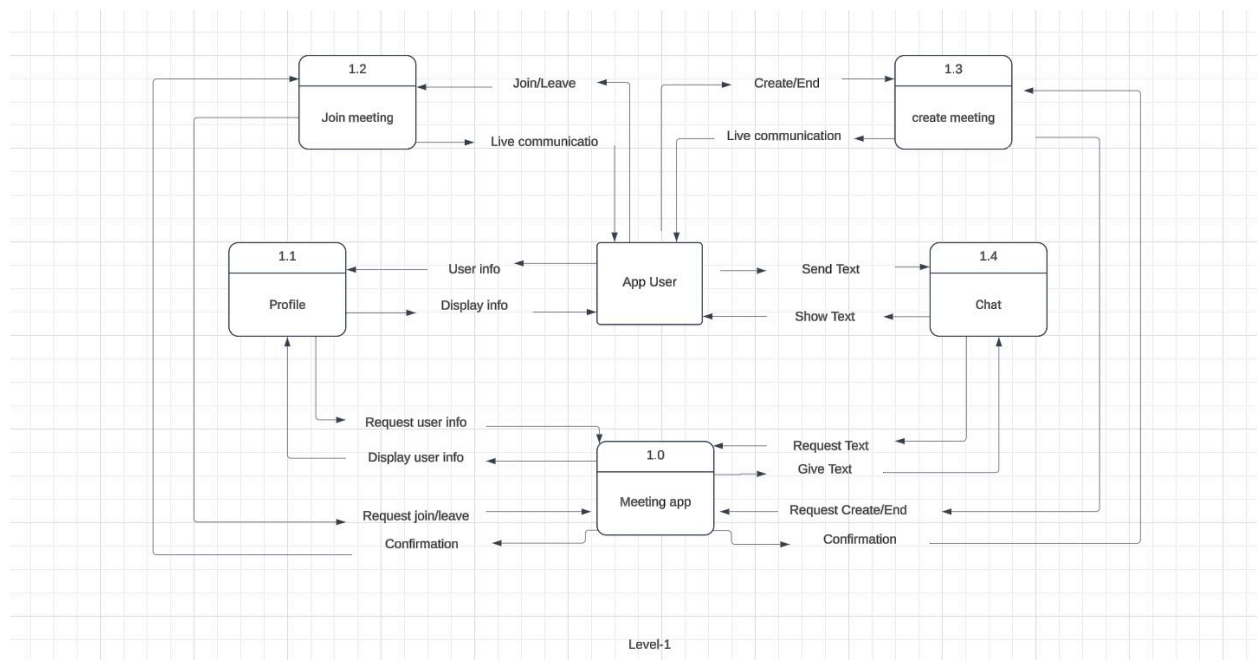 1.2
Join meeting
Join/Leave
Live communicatio
Create/End
Live communication
1.3
create meeting
1.1
Profile
User info
Display info
App User
Send Text
Show Text
1.4
Chat
Request user info
Display user info
Request join/leave
Confirmation
1.0
Meeting app
Request Text
Give Text
Request Create/End
Confirmation
Level-1